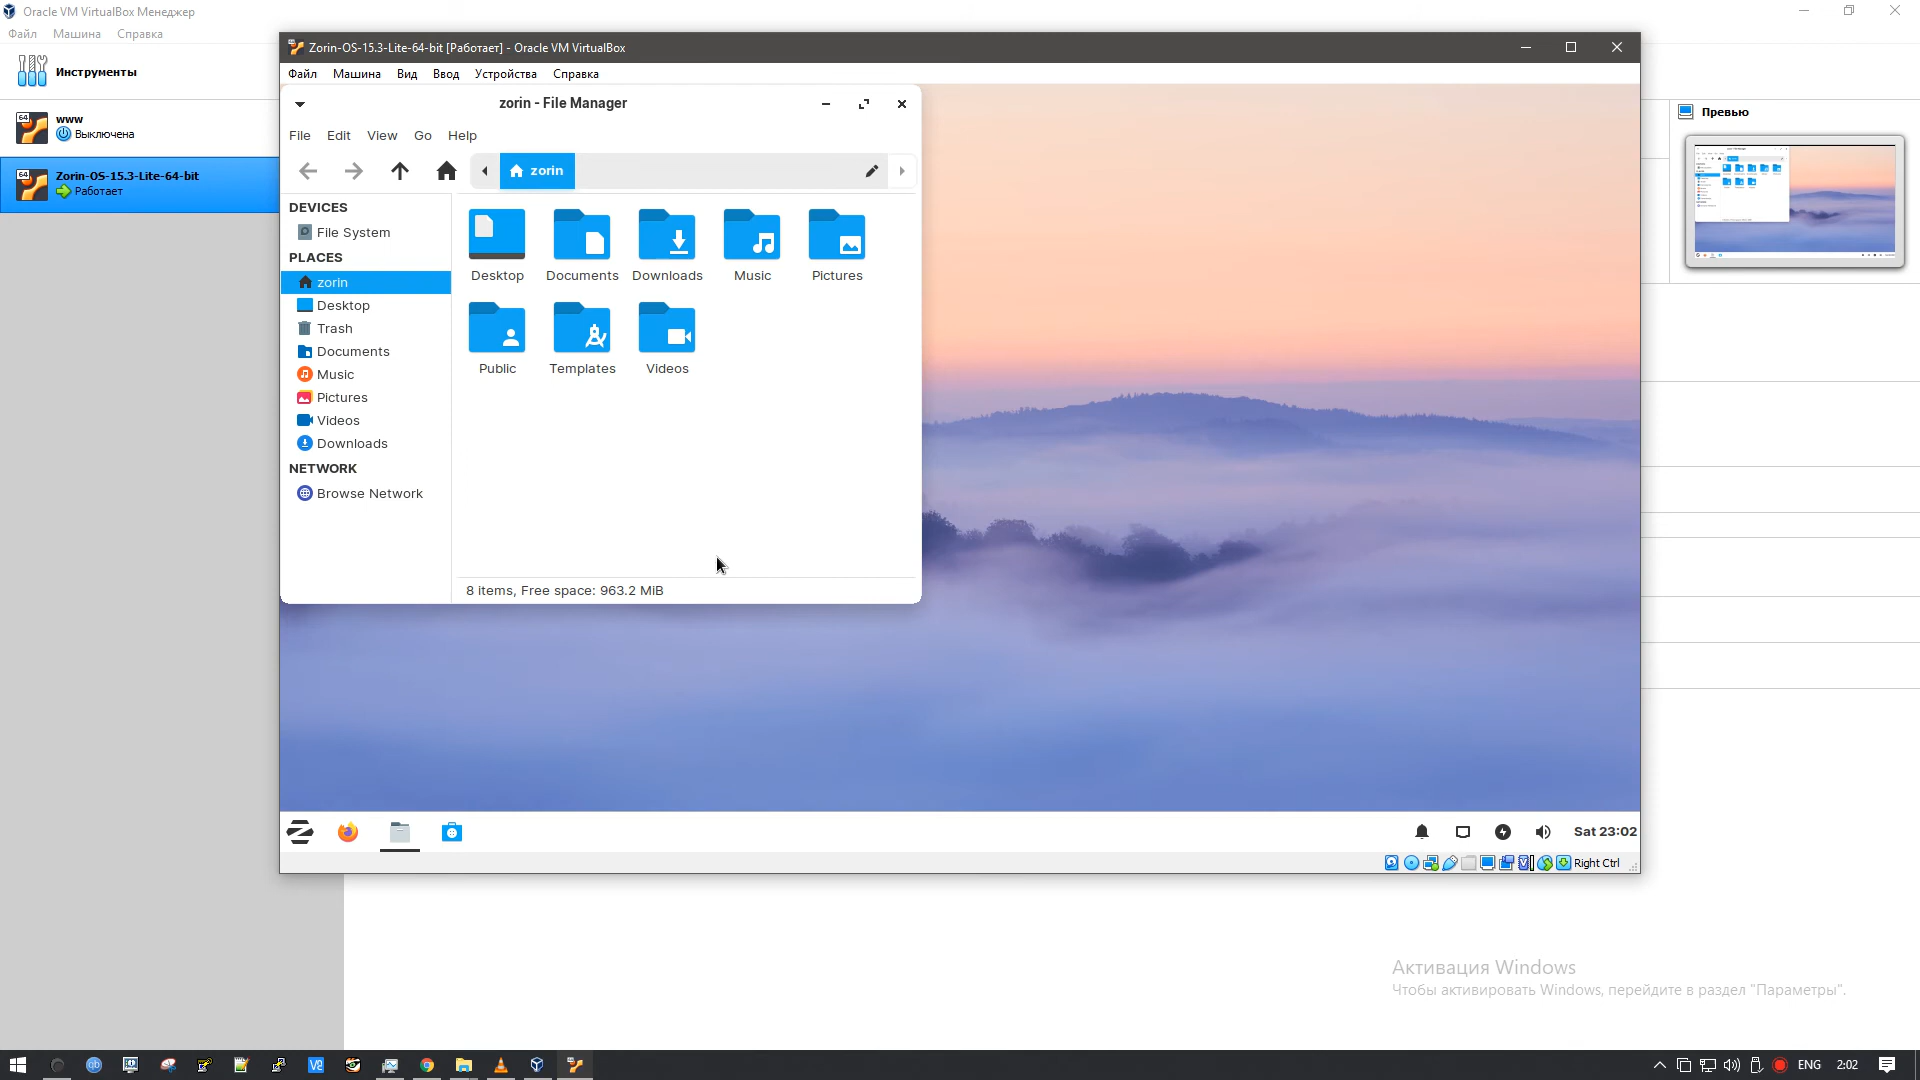 Oracle VM VirtualBox Менеджер
Файл Машина Справка
Инструменты
64 www
Выключена
64 Zorin-OS-15.3-Lite-64-bit
Работает
Превью
Zorin-OS-15.3-Lite-64-bit [Работает] - Oracle VM VirtualBox
Файл Машина Вид Ввод Устройства Справка
zorin - File Manager
File Edit View Go Help
zorin
DEVICES
File System
PLACES
zorin
Desktop
Trash
Documents
Music
Pictures
Videos
Downloads
NETWORK
Browse Network
Desktop Documents Downloads Music Pictures
Public Templates Videos
8 items, Free space: 963.2 MiB
Sat 23:02
Right Ctrl
Активация Windows
Чтобы активировать Windows, перейдите в раздел "Параметры".
ENG 2:02